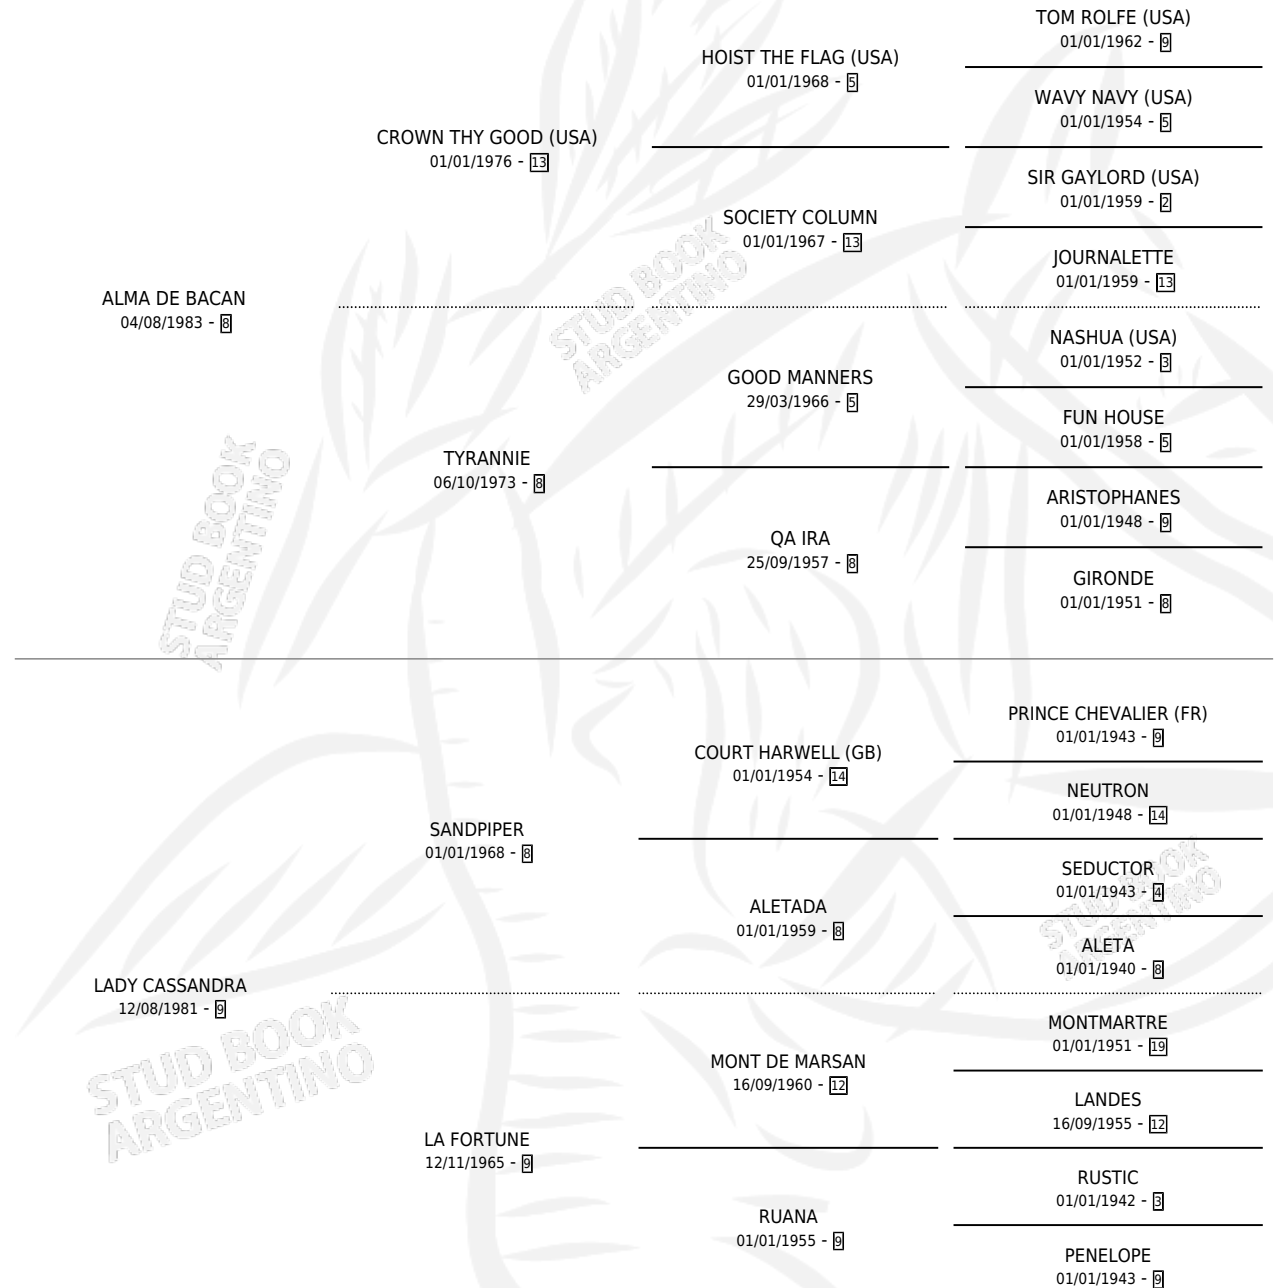 TOM ROLFE (USA)
01/01/1962 - 9
HOIST THE FLAG (USA)
01/01/1968 - 5
WAVY NAVY (USA)
01/01/1954 - 5
CROWN THY GOOD (USA)
01/01/1976 - 13
SIR GAYLORD (USA)
01/01/1959 - 2
SOCIETY COLUMN
01/01/1967 - 13
JOURNALETTE
01/01/1959 - 13
ALMA DE BACAN
04/08/1983 - 8
STUD BOOK
ARGENTINO
NASHUA (USA)
01/01/1952 - 3
GOOD MANNERS
29/03/1966 - 5
FUN HOUSE
01/01/1958 - 5
TYRANNIE
06/10/1973 - 8
ARISTOPHANES
01/01/1948 - 9
QA IRA
25/09/1957 - 8
GIRONDE
01/01/1951 - 8
STUD BOOK
ARGENTINO
PRINCE CHEVALIER (FR)
01/01/1943 - 9
COURT HARWELL (GB)
01/01/1954 - 14
NEUTRON
01/01/1948 - 14
SANDPIPER
01/01/1968 - 8
SEDUCTOR
01/01/1943 - 4
ALETADA
01/01/1959 - 8
ALETA
01/01/1940 - 8
STUD BOOK
ARGENTINO
LADY CASSANDRA
12/08/1981 - 9
STUD BOOK
ARGENTINO
MONTMARTRE
01/01/1951 - 19
MONT DE MARSAN
16/09/1960 - 12
LANDES
16/09/1955 - 12
LA FORTUNE
12/11/1965 - 9
RUSTIC
01/01/1942 - 3
RUANA
01/01/1955 - 9
PENELOPE
01/01/1943 - 9